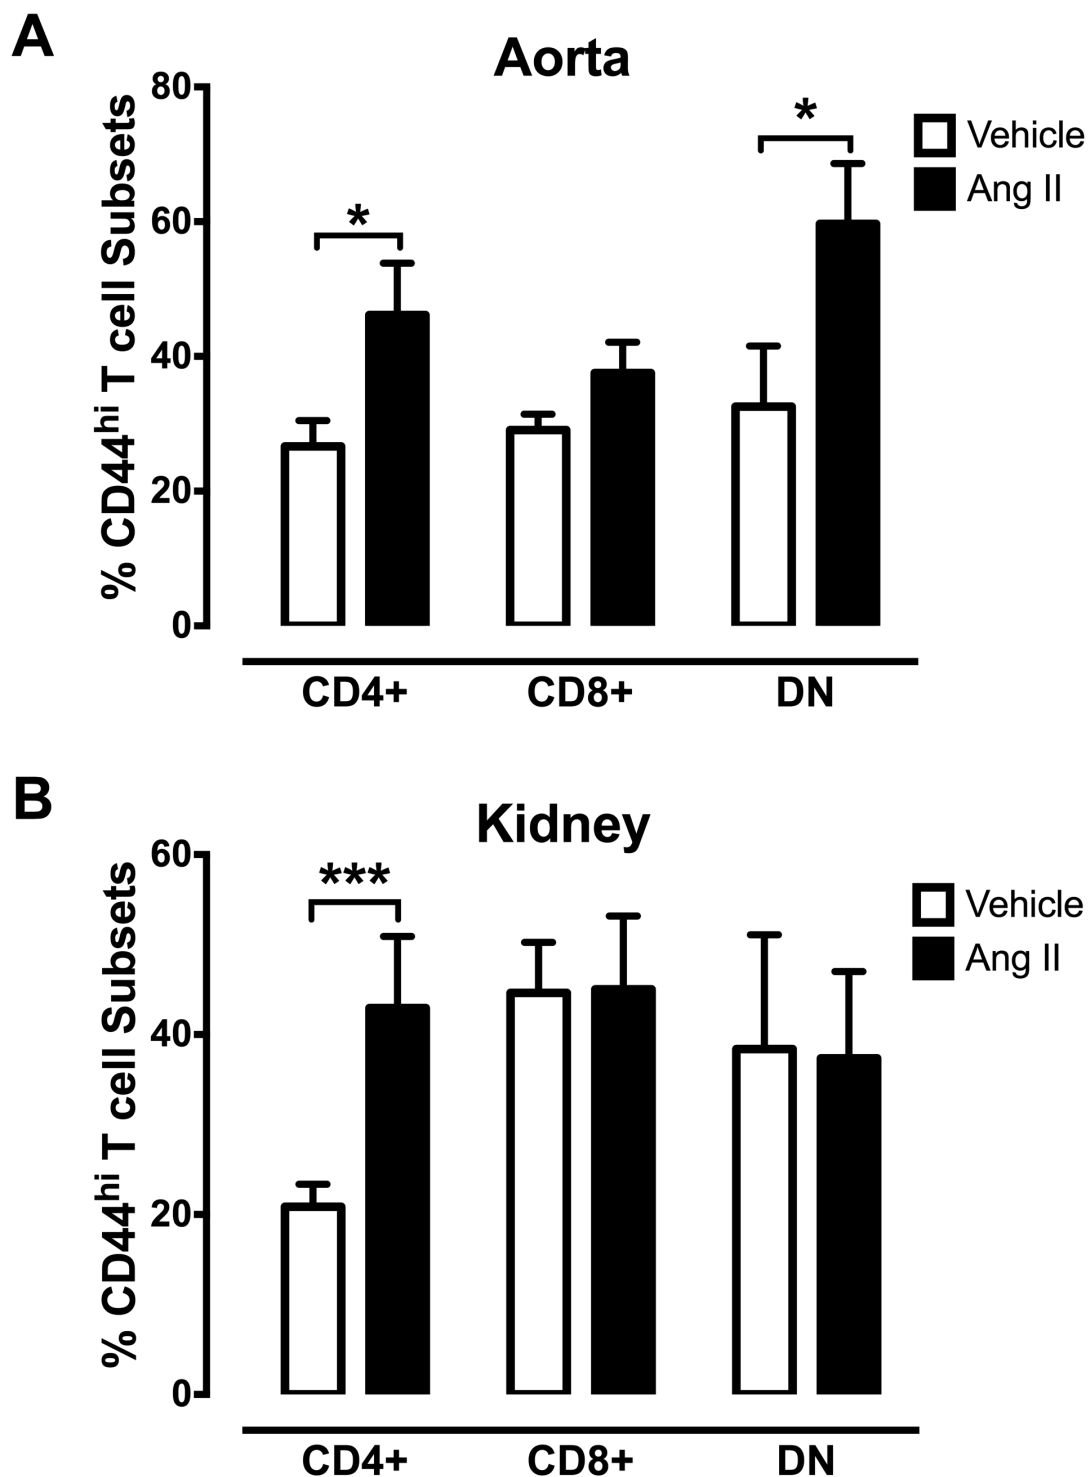 A
Aorta
% CD44hi T cell Subsets
80
60
40
20
0
*
*
Vehicle
Ang II
CD4+ CD8+ DN
B
Kidney
% CD44hi T cell Subsets
60
40
20
0
***
Vehicle
Ang II
CD4+ CD8+ DN